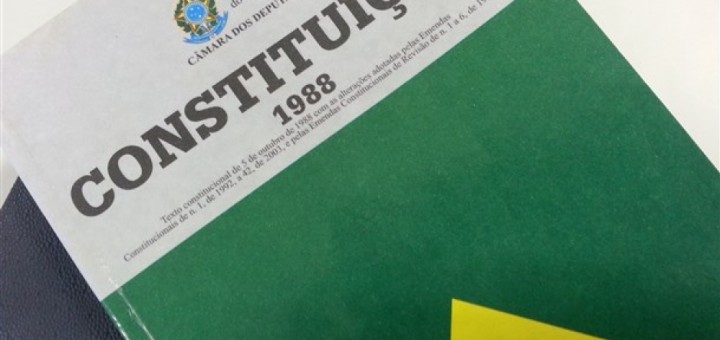 do
CÂMARA DOS DEPUTA
CONSTITUIÇ
1988
Texto constitucional de 5 de outubro de 1988 com as alterações adotadas pelas Emendas
Constitucionais de n. 1, de 1992, a 42, de 2003, e pelas Emendas Constitucionais de Revisão de n. 1 a 6, de 19